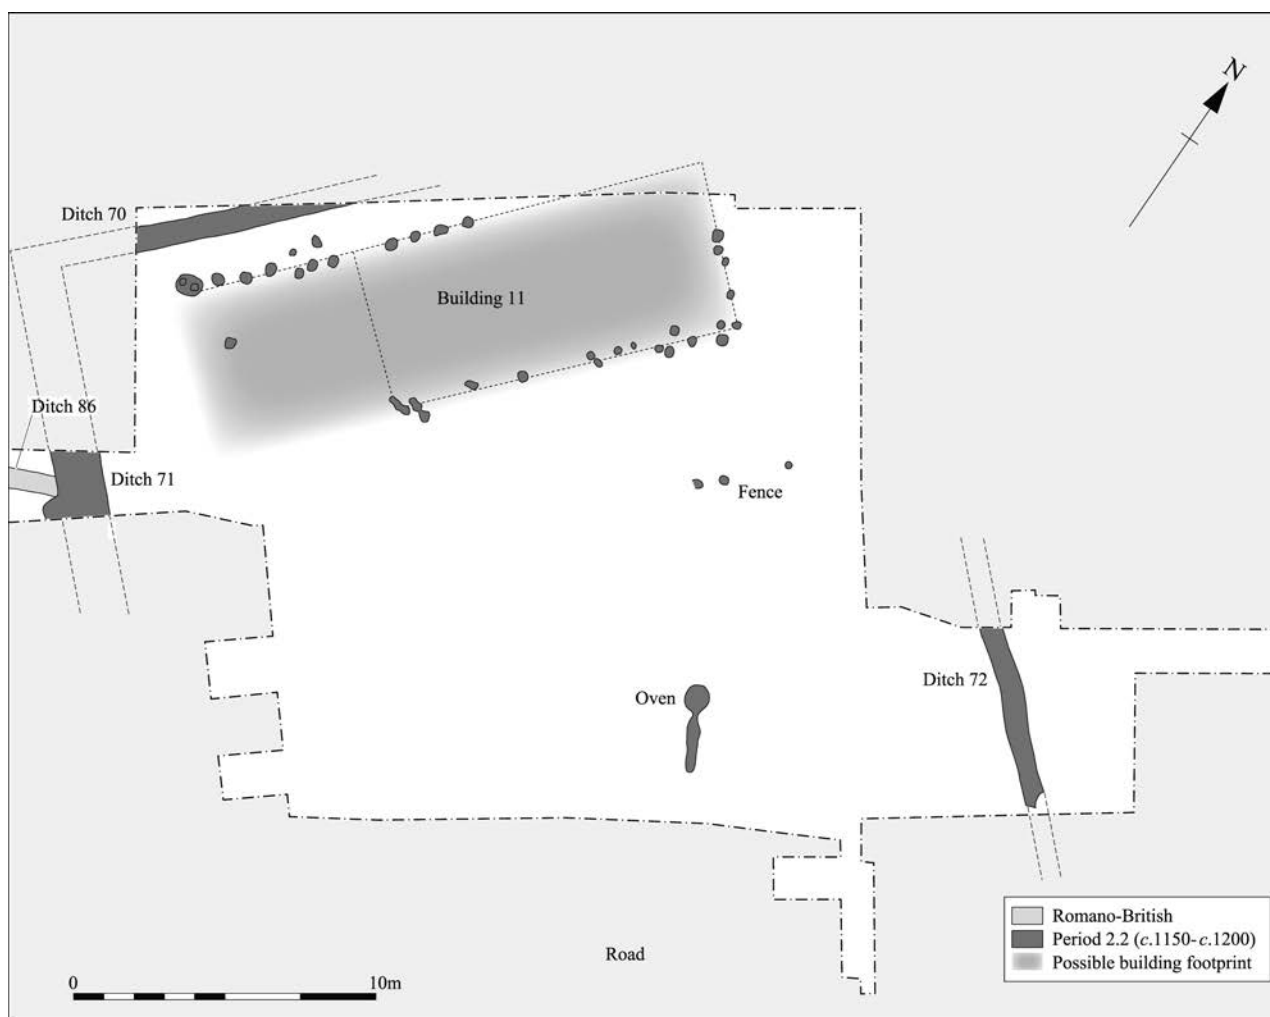 N
Ditch 70
Building 11
Ditch 86
Ditch 71
Fence
Ditch 72
Oven
Road
0 10m
Romano-British
Period 2.2 (c.1150-c.1200)
Possible building footprint